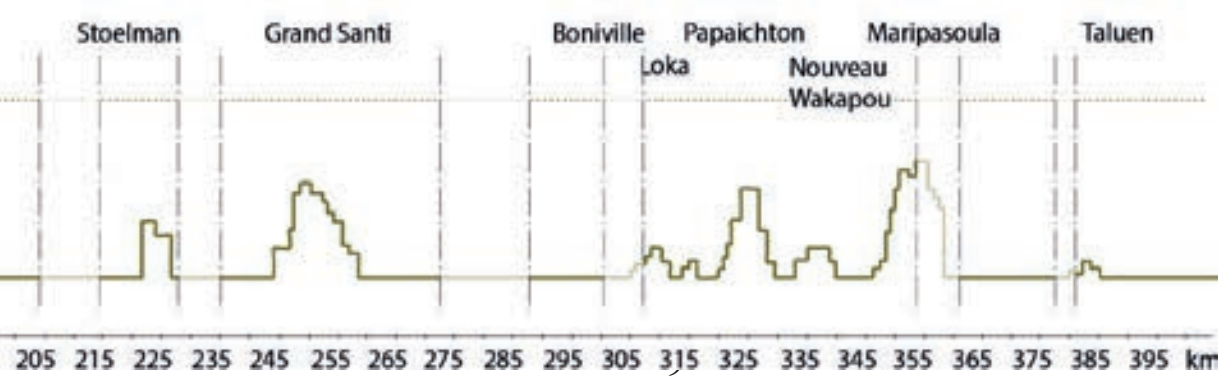 Stoelman Grand Santi Boniville Papaichton Maripasoula Taluen
Loka Nouveau
Wakapou
205 215 225 235 245 255 265 275 285 295 305 315 325 335 345 355 365 375 385 395 km